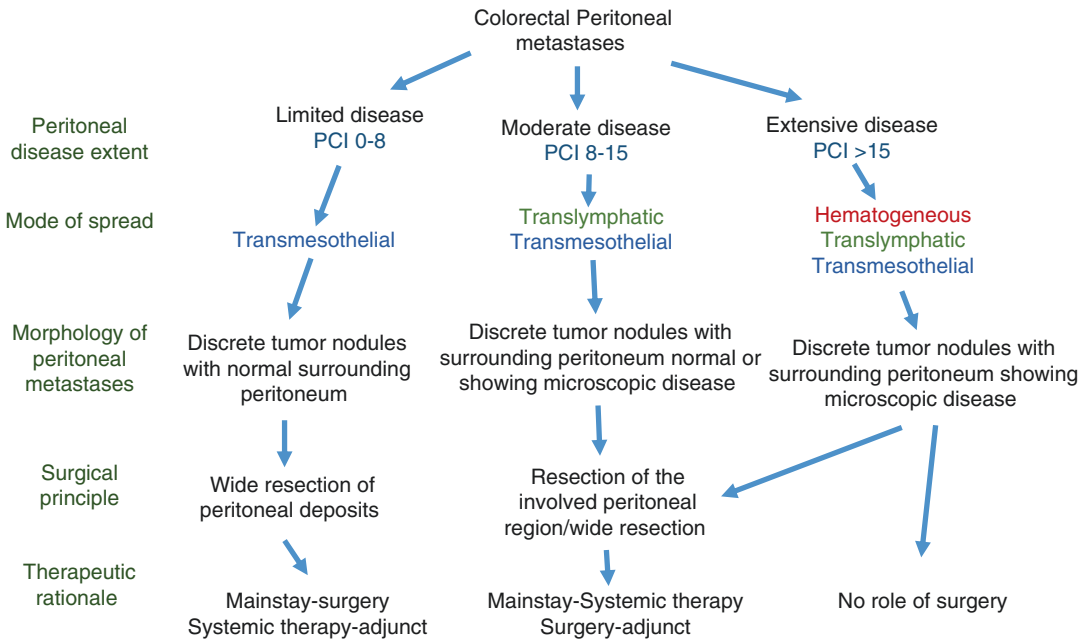 Colorectal Peritoneal
metastases
Peritoneal
disease extent
Limited disease
PCI 0-8
Moderate disease
PCI 8-15
Extensive disease
PCI >15
Mode of spread
Transmesothelial
Translymphatic
Transmesothelial
Hematogeneous
Translymphatic
Transmesothelial
Morphology of
peritoneal
metastases
Discrete tumor nodules
with normal surrounding
peritoneum
Discrete tumor nodules with
surrounding peritoneum normal or
showing microscopic disease
Discrete tumor nodules with
surrounding peritoneum showing
microscopic disease
Surgical
principle
Wide resection of
peritoneal deposits
Resection of the
involved peritoneal
region/wide resection
Therapeutic
rationale
Mainstay-surgery
Systemic therapy-adjunct
Mainstay-Systemic therapy
Surgery-adjunct
No role of surgery